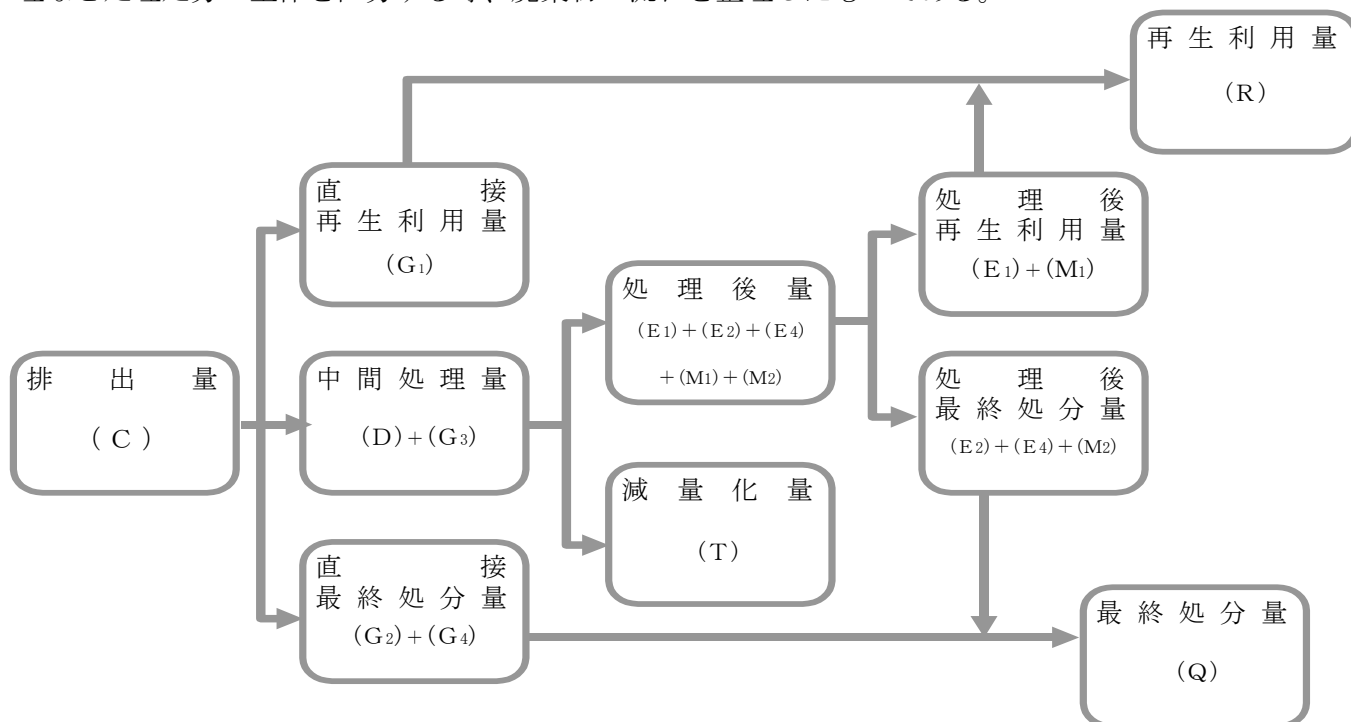 再生利用量
(R)
直接
再生利用量
(G1)
処理後
再生利用量
(E1)+(M1)
処理後量
(E1)+(E2)+(E4)
+(M1)+(M2)
排出量
(C)
中間処理量
(D)+(G3)
処理後
最終処分量
(E2)+(E4)+(M2)
減量化量
(T)
直接
最終処分量
(G2)+(G4)
最終処分量
(Q)